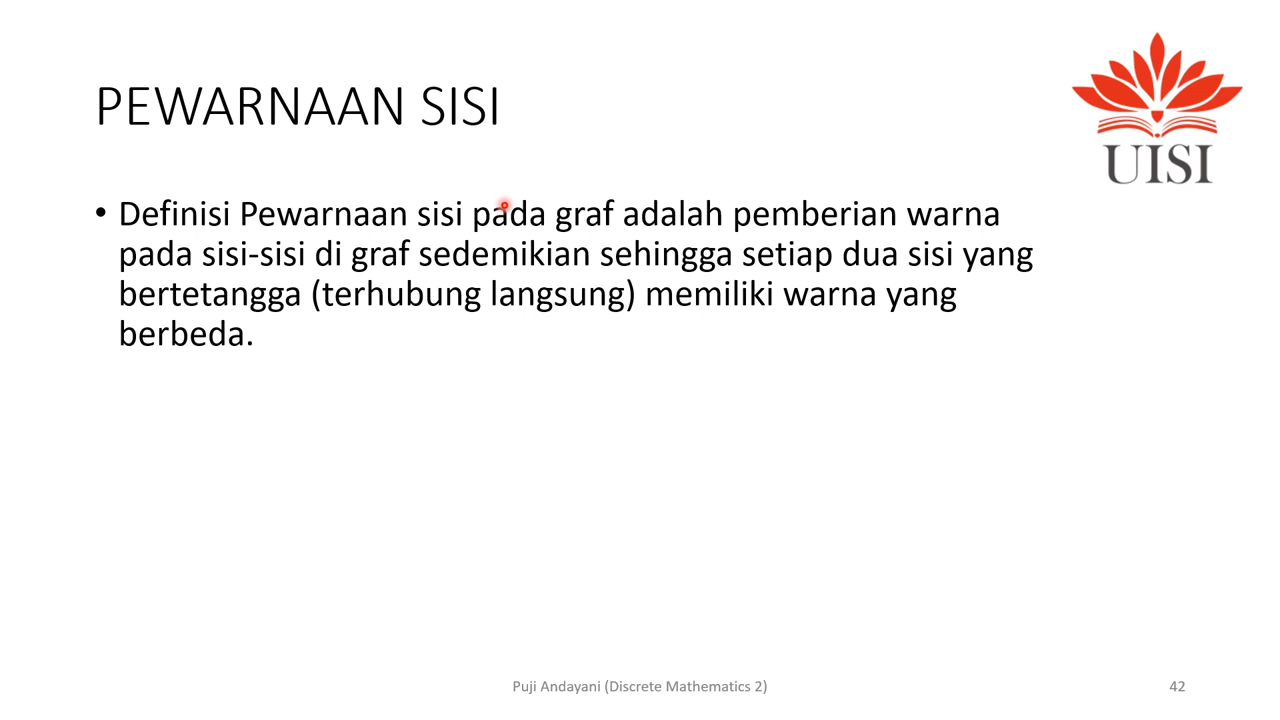 PEWARNAAN SISI
UISI
• Definisi Pewarnaan sisi pada graf adalah pemberian warna
pada sisi-sisi di graf sedemikian sehingga setiap dua sisi yang
bertetangga (terhubung langsung) memiliki warna yang
berbeda.
Puji Andayani (Discrete Mathematics 2)
42